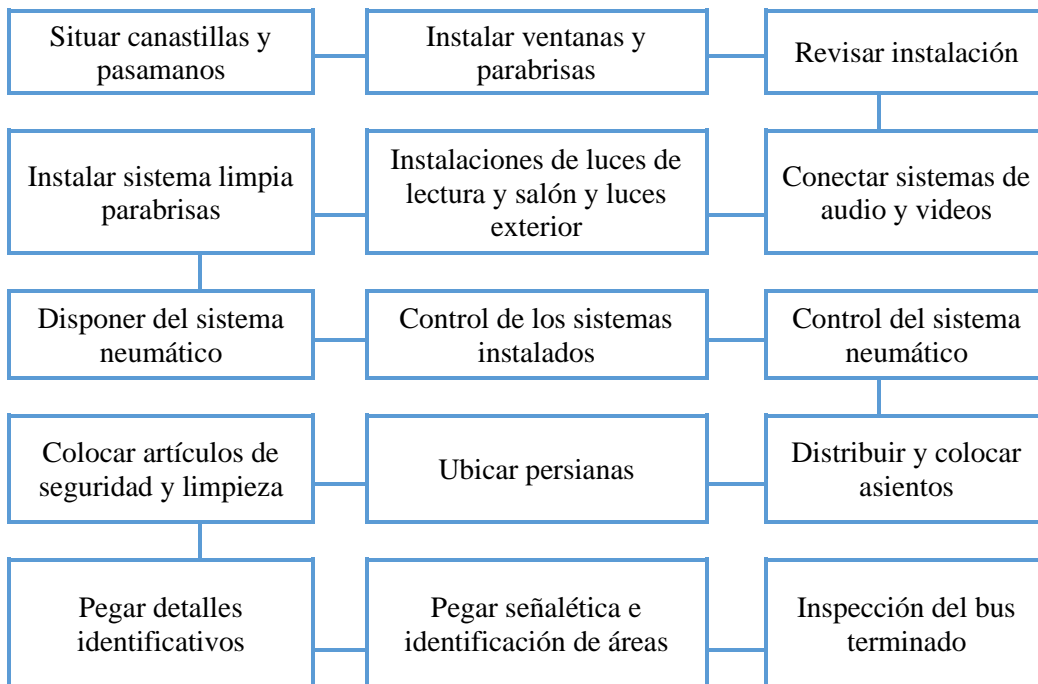 Situar canastillas y
pasamanos
Instalar ventanas y
parabrisas
Revisar instalación
Instalar sistema limpia
parabrisas
Instalaciones de luces de
lectura y salón y luces
exterior
Conectar sistemas de
audio y videos
Disponer del sistema
neumático
Control de los sistemas
instalados
Control del sistema
neumático
Colocar artículos de
seguridad y limpieza
Ubicar persianas
Distribuir y colocar
asientos
Pegar detalles
identificativos
Pegar señalética e
identificación de áreas
Inspección del bus
terminado